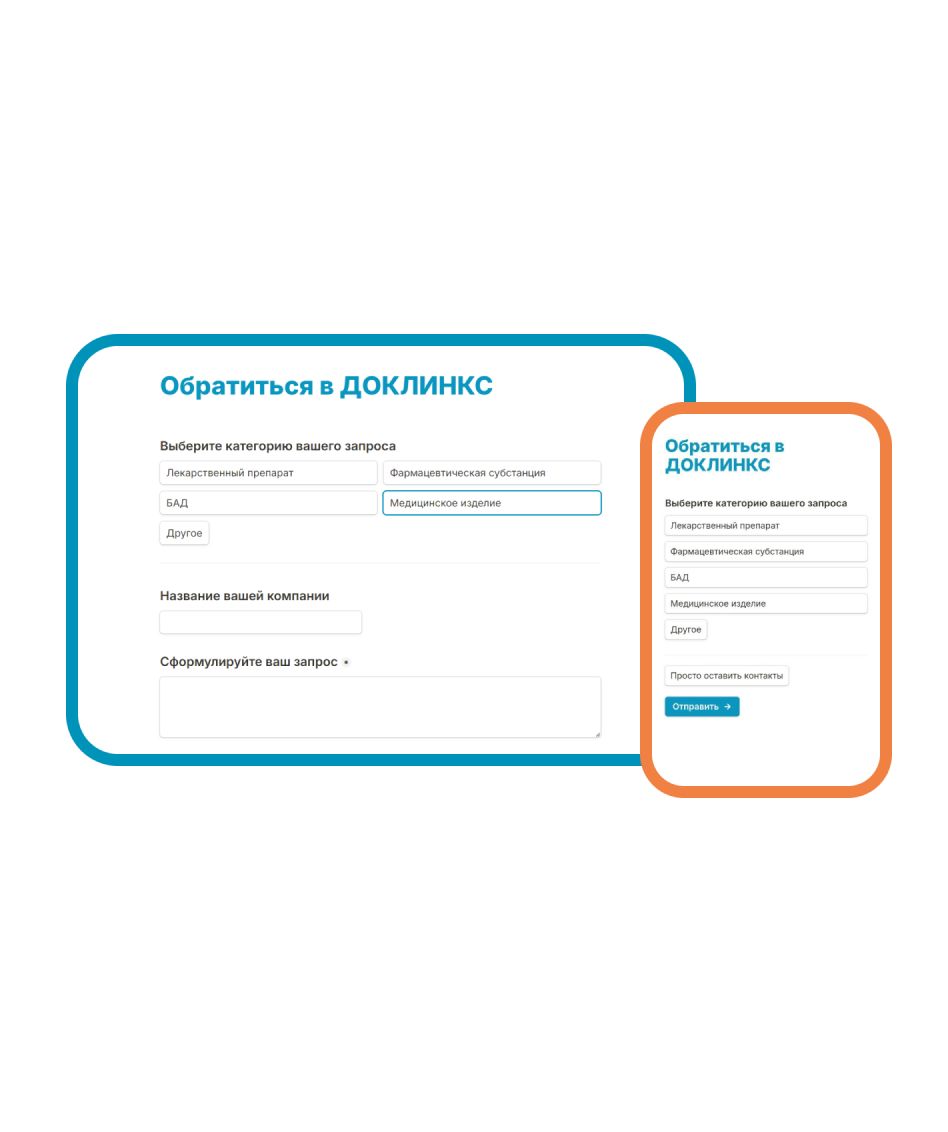 Обратиться в ДОКЛИНКС
Выберите категорию вашего запроса
Лекарственный препарат
Фармацевтическая субстанция
БАД
Медицинское изделие
Другое
Название вашей компании
Сформулируйте ваш запрос
Обратиться в
ДОКЛИНКС
Выберите категорию вашего запроса
Лекарственный препарат
Фармацевтическая субстанция
БАД
Медицинское изделие
Другое
Просто оставить контакты
Отправить →